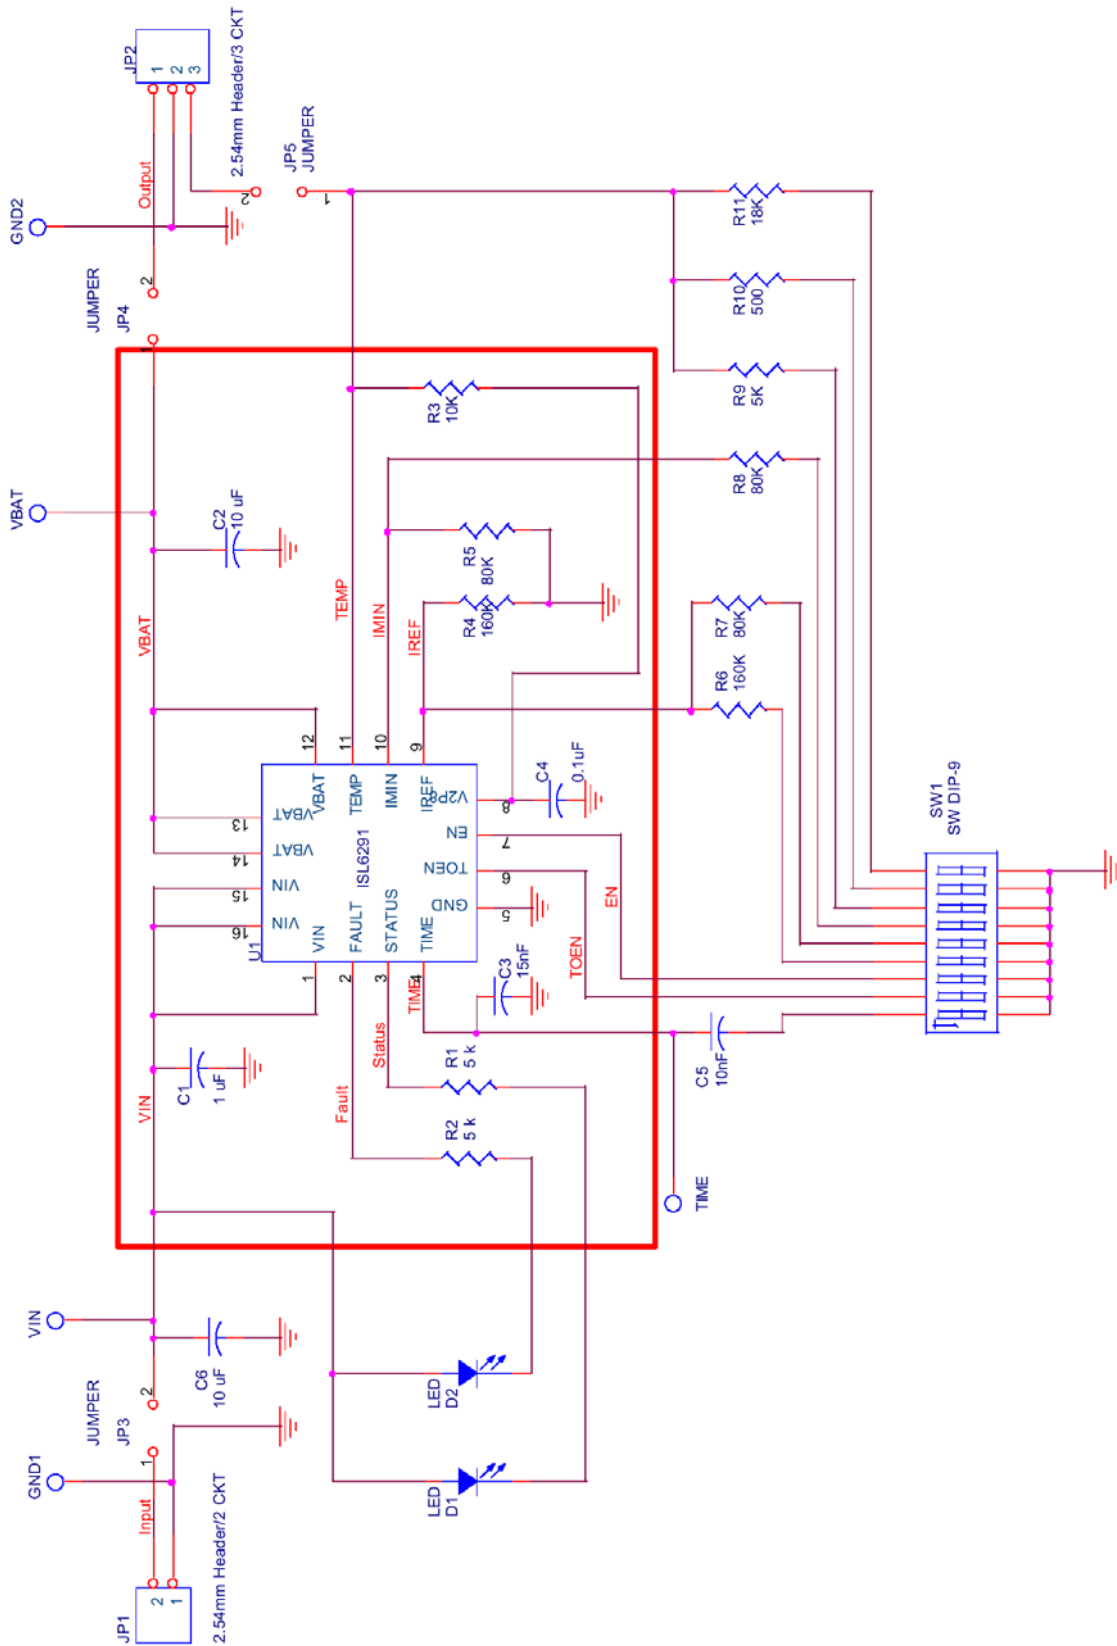 JP1
2
1
2.54mm Header/2 CKT
Input
GND1
JUMPER
JP3
1
2
VIN
C6
10 uF
LED
D1
LED
D2
VIN
C1
1 uF
Fault
Status
TIME
R2
5 k
R1
5 k
C3
15nF
TIME
C5
10nF
U1
ISL6291
1
VIN
2
FAULT
3
STATUS
4
TIME
5
GND
6
TOEN
7
EN
8
V2P8
9
IREF
10
IMIN
11
TEMP
12
VBAT
13
VBAT
14
VBAT
15
VIN
16
VIN
TOEN
EN
C4
0.1uF
VBAT
VBAT
C2
10 uF
TEMP
IMIN
IREF
R4
160K
R5
80K
R3
10K
R6
160K
R7
80K
R8
80K
R9
5K
R10
500
R11
18K
SW1
SW DIP-9
JUMPER
JP4
1
2
Output
GND2
JP5
JUMPER
1
2
JP2
1
2
3
2.54mm Header/3 CKT